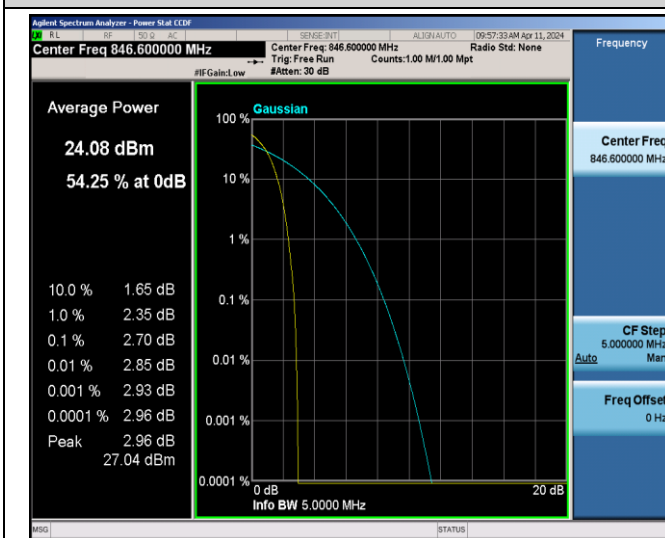 Agilent Spectrum Analyzer - Power Stat CCDF
RL RF 50 Ω AC SENSE:INT ALIGNAUTO 09:57:33 AM Apr 11, 2024
Center Freq 846.600000 MHz
Center Freq: 846.600000 MHz Radio Std: None
Trig: Free Run Counts:1.00 M/1.00 Mpt
#IFGain:Low #Atten: 30 dB
Average Power
24.08 dBm
54.25 % at 0dB
10.0 % 1.65 dB
1.0 % 2.35 dB
0.1 % 2.70 dB
0.01 % 2.85 dB
0.001 % 2.93 dB
0.0001 % 2.96 dB
Peak 2.96 dB
27.04 dBm
Gaussian
100 %
10 %
1 %
0.1 %
0.01 %
0.001 %
0.0001 %
0 dB 20 dB
Info BW 5.0000 MHz
Frequency
Center Freq
846.600000 MHz
CF Step
5.000000 MHz
Auto Man
Freq Offset
0 Hz
MSG STATUS